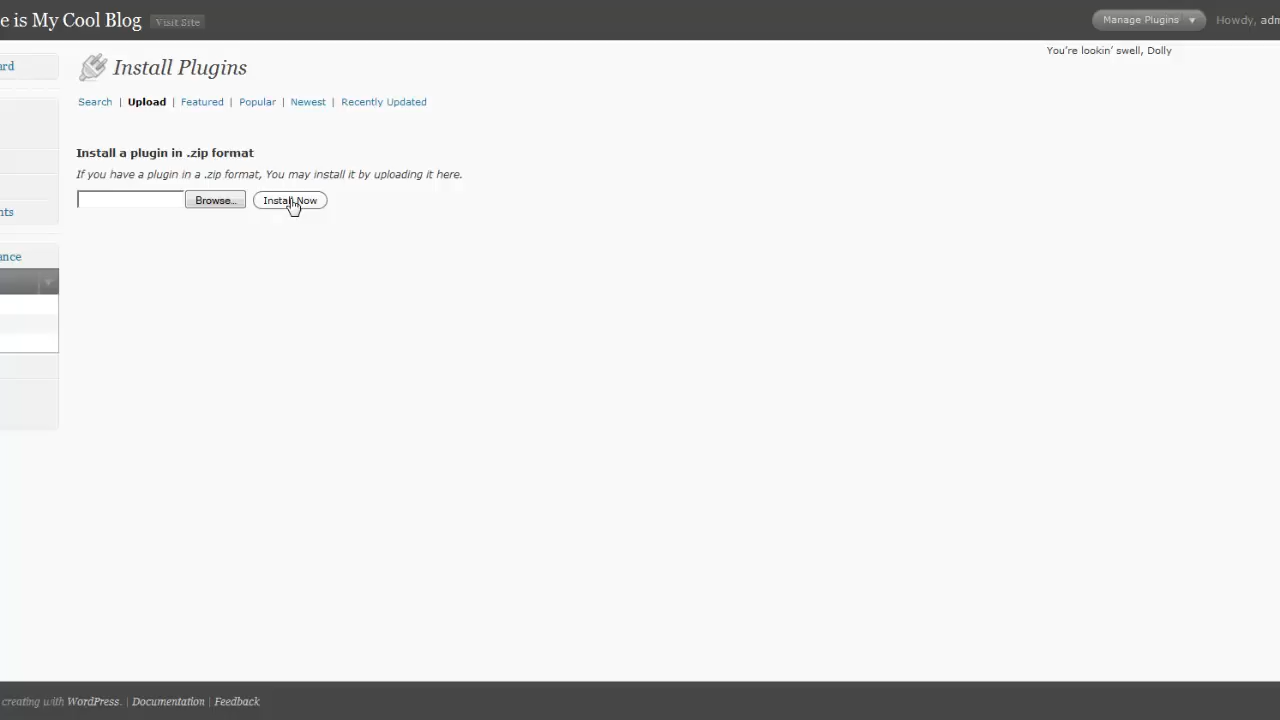 e is My Cool Blog Visit Site Manage Plugins Howdy, adm
You're lookin' swell, Dolly
ard
Install Plugins
Search | Upload | Featured | Popular | Newest | Recently Updated
Install a plugin in .zip format
If you have a plugin in a .zip format, You may install it by uploading it here.
Browse... Install Now
nts
ance
creating with WordPress. | Documentation | Feedback